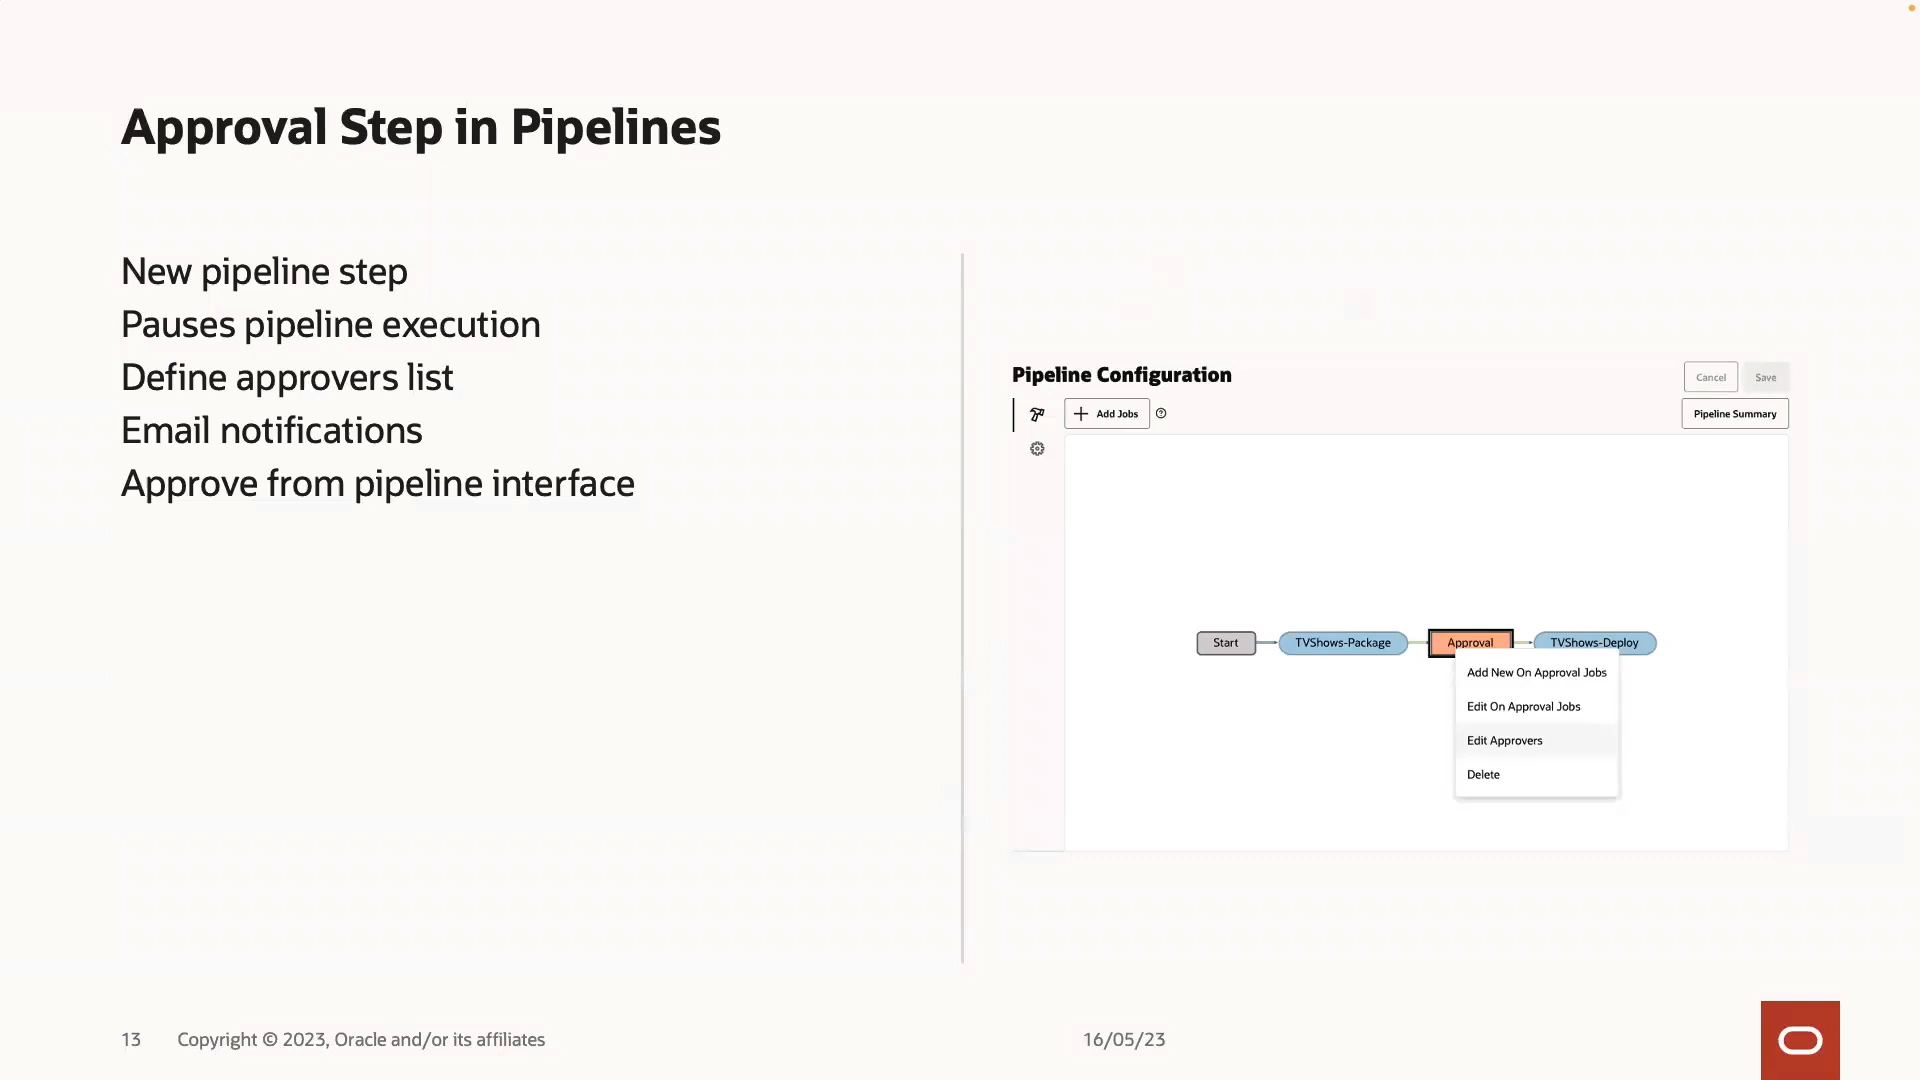 Approval Step in Pipelines
New pipeline step
Pauses pipeline execution
Define approvers list
Email notifications
Approve from pipeline interface
Pipeline Configuration
Cancel
Save
Add Jobs
Pipeline Summary
Start
TVShows-Package
Approval
TVShows-Deploy
Add New On Approval Jobs
Edit On Approval Jobs
Edit Approvers
Delete
13
Copyright © 2023, Oracle and/or its affiliates
16/05/23